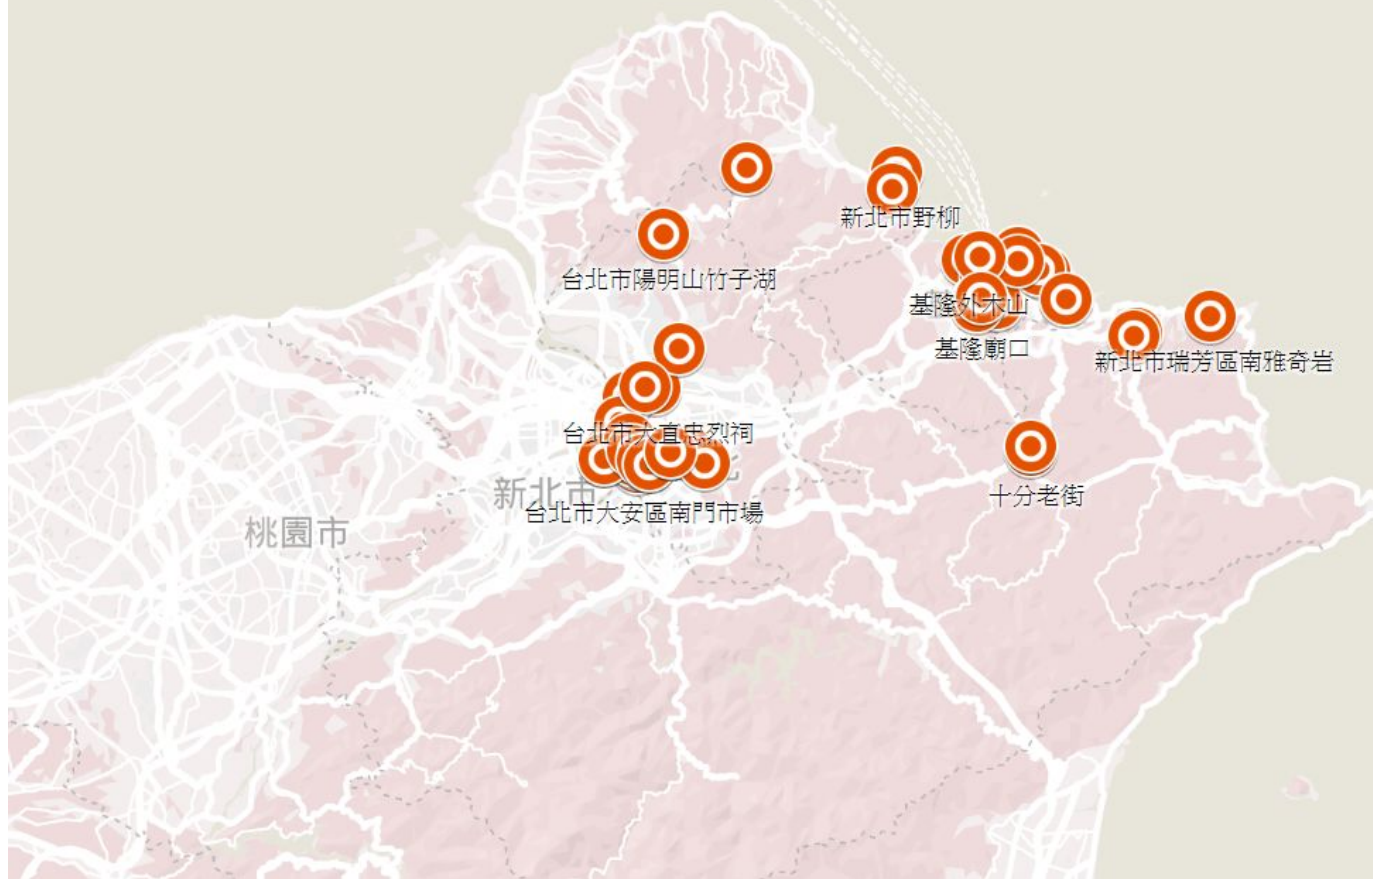 新北市野柳
台北市陽明山竹子湖
基隆外木山
基隆廟口
新北市瑞芳區南雅奇岩
台北市大直忠烈祠
新北市
十分老街
台北市大安區南門市場
桃園市